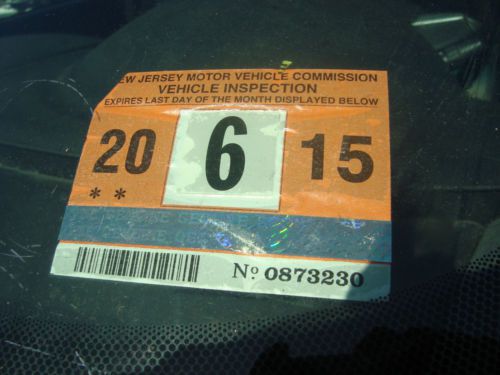 EW JERSEY MOTOR VEHICLE COMMISSION
VEHICLE INSPECTION
EXPIRES LAST DAY OF THE MONTH DISPLAYED BELOW
20 6 15
**
No 0873230